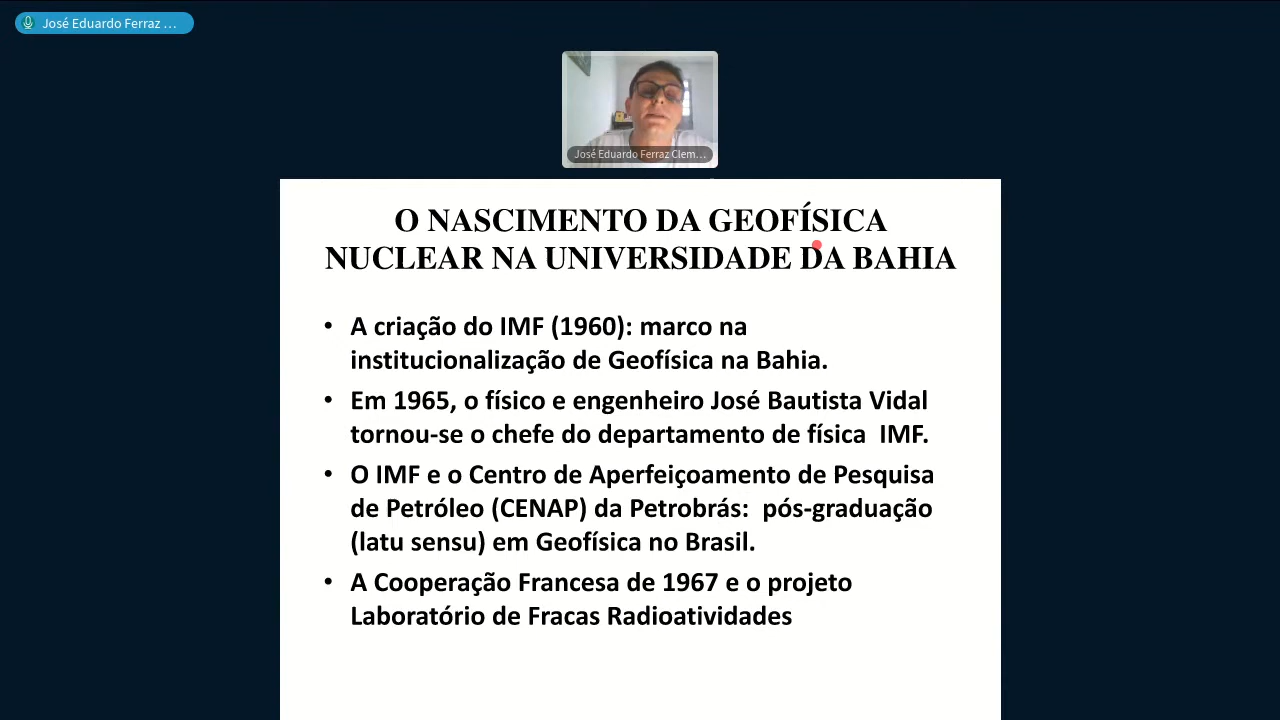 José Eduardo Ferraz ...
José Eduardo Ferraz Clem...
O NASCIMENTO DA GEOFÍSICA
NUCLEAR NA UNIVERSIDADE DA BAHIA
• A criação do IMF (1960): marco na
institucionalização de Geofísica na Bahia.
• Em 1965, o físico e engenheiro José Bautista Vidal
tornou-se o chefe do departamento de física IMF.
• O IMF e o Centro de Aperfeiçoamento de Pesquisa
de Petróleo (CENAP) da Petrobrás: pós-graduação
(latu sensu) em Geofísica no Brasil.
• A Cooperação Francesa de 1967 e o projeto
Laboratório de Fracas Radioatividades